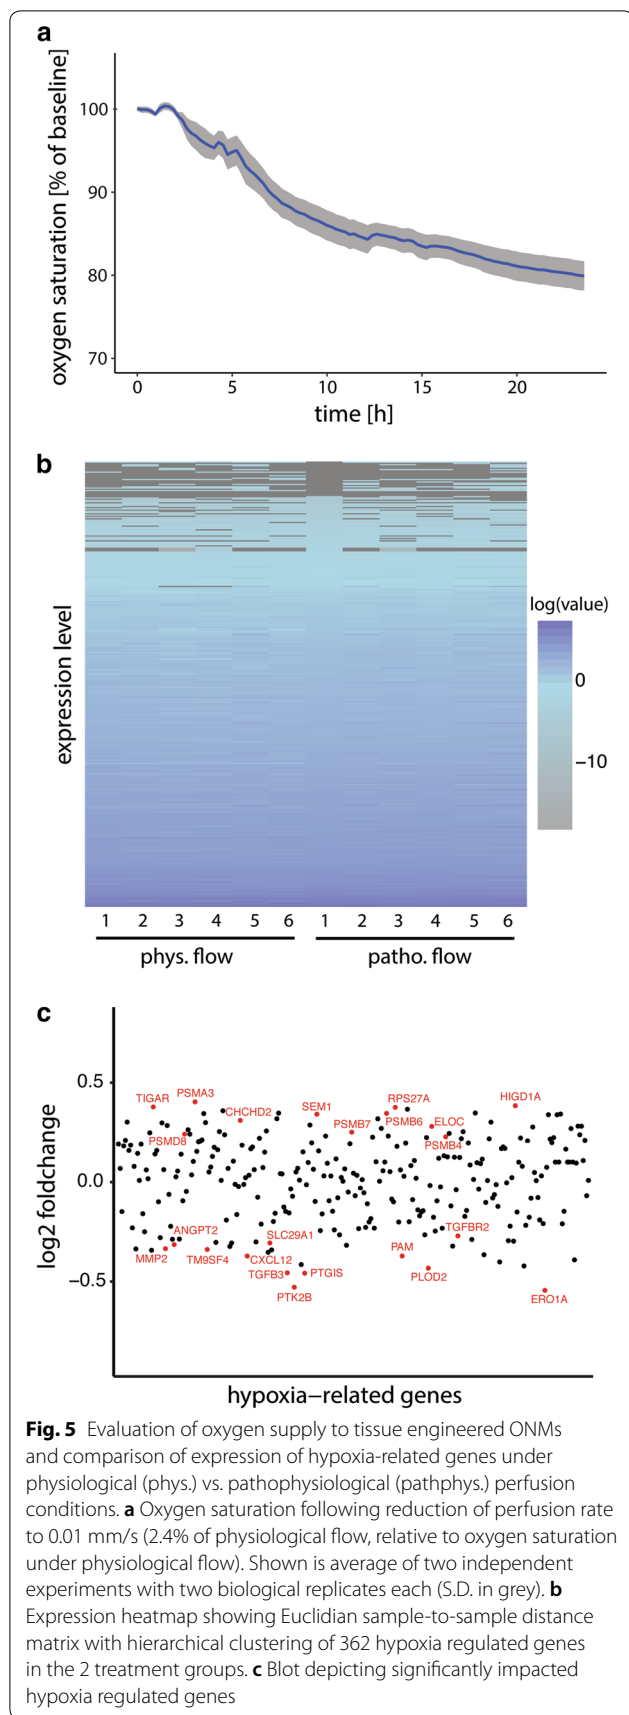 a
oxygen saturation [% of baseline]
100
90
80
70
0 5 10 15 20
time [h]
b
expression level
log(value)
0
−10
1 2 3 4 5 6 1 2 3 4 5 6
phys. flow patho. flow
c
log2 foldchange
0.5
0.0
−0.5
TIGAR
PSMA3
PSMD8
CHCHD2
SEM1
PSMB7
RPS27A
PSMB6
ELOC
PSMB4
HIGD1A
MMP2
ANGPT2
TM9SF4
SLC29A1
CXCL12
TGFB3
PTGIS
PTK2B
PAM
TGFBR2
PLOD2
ERO1A
hypoxia−related genes
Fig. 5 Evaluation of oxygen supply to tissue engineered ONMs
and comparison of expression of hypoxia-related genes under
physiological (phys.) vs. pathophysiological (pathphys.) perfusion
conditions. a Oxygen saturation following reduction of perfusion rate
to 0.01 mm/s (2.4% of physiological flow, relative to oxygen saturation
under physiological flow). Shown is average of two independent
experiments with two biological replicates each (S.D. in grey). b
Expression heatmap showing Euclidian sample-to-sample distance
matrix with hierarchical clustering of 362 hypoxia regulated genes
in the 2 treatment groups. c Blot depicting significantly impacted
hypoxia regulated genes